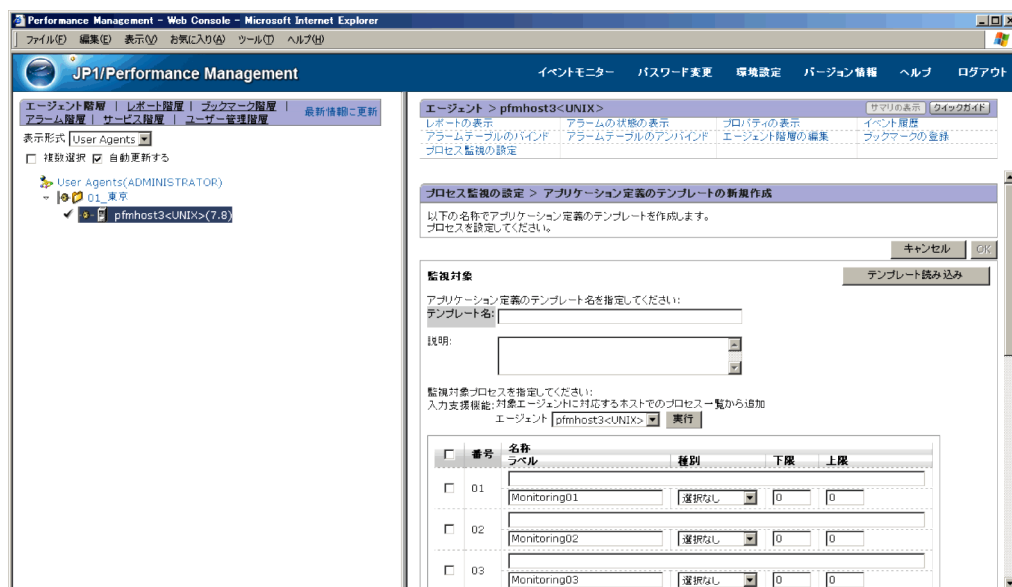 Performance Management - Web Console - Microsoft Internet Explorer
ファイル(F) 編集(E) 表示(V) お気に入り(A) ツール(T) ヘルプ(H)
JP1/Performance Management
イベントモニター パスワード変更 環境設定 バージョン情報 ヘルプ ログアウト
エージェント階層 | レポート階層 | ブックマーク階層 |
アラーム階層 | サービス階層 | ユーザー管理階層
最新情報に更新
表示形式 User Agents
複数選択 自動更新する
User Agents(ADMINISTRATOR)
01_東京
pfmhost3<UNIX>(7.8)
エージェント > pfmhost3<UNIX>
サマリの表示 クイックガイド
レポートの表示 アラームの状態の表示 プロパティの表示 イベント履歴
アラームテーブルのバインド アラームテーブルのアンバインド エージェント階層の編集 ブックマークの登録
プロセス監視の設定
プロセス監視の設定 > アプリケーション定義のテンプレートの新規作成
以下の名称でアプリケーション定義のテンプレートを作成します。
プロセスを設定してください。
キャンセル OK
監視対象
テンプレート読み込み
アプリケーション定義のテンプレート名を指定してください:
テンプレート名:
説明:
監視対象プロセスを指定してください:
入力支援機能: 対象エージェントに対応するホストでのプロセス一覧から追加
エージェント pfmhost3<UNIX> 実行
番号 名称
ラベル 種別 下限 上限
01
Monitoring01 選択なし 0 0
02
Monitoring02 選択なし 0 0
03
Monitoring03 選択なし 0 0